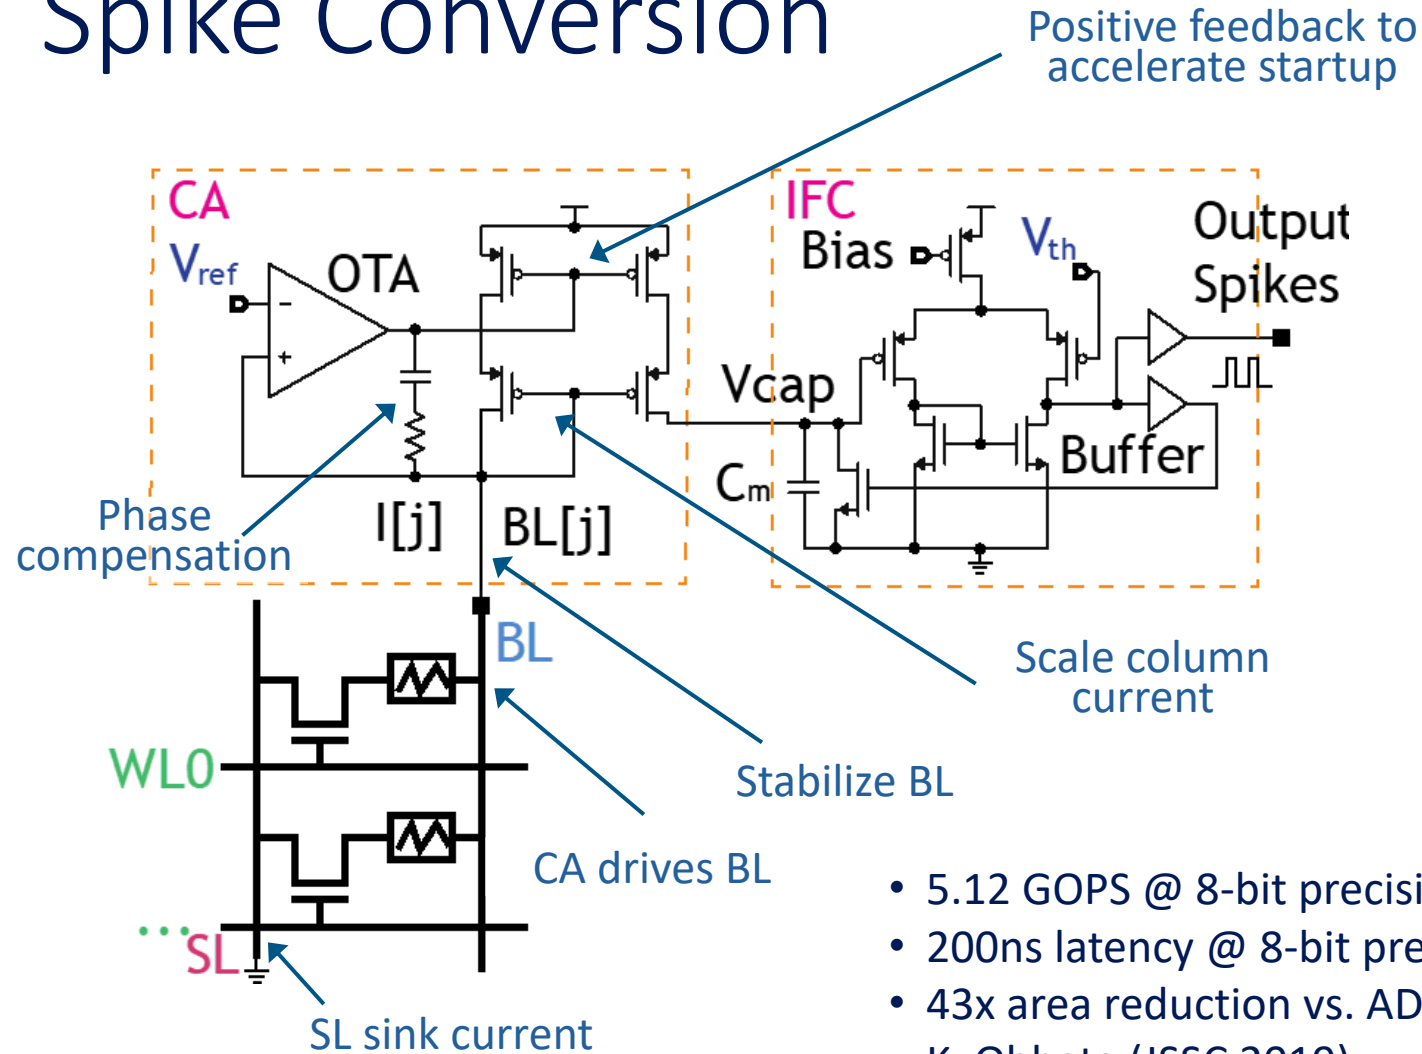 Spike Conversion
Positive feedback to
accelerate startup
CA
Vref
OTA
IFC
Bias
Vth
Output
Spikes
Vcap
Cm
Buffer
Phase
compensation
I[j]
BL[j]
BL
Scale column
current
WL0
Stabilize BL
CA drives BL
...
SL
SL sink current
• 5.12 GOPS @ 8-bit precisi
• 200ns latency @ 8-bit pre
• 43x area reduction vs. AD
(ISSC 2019)